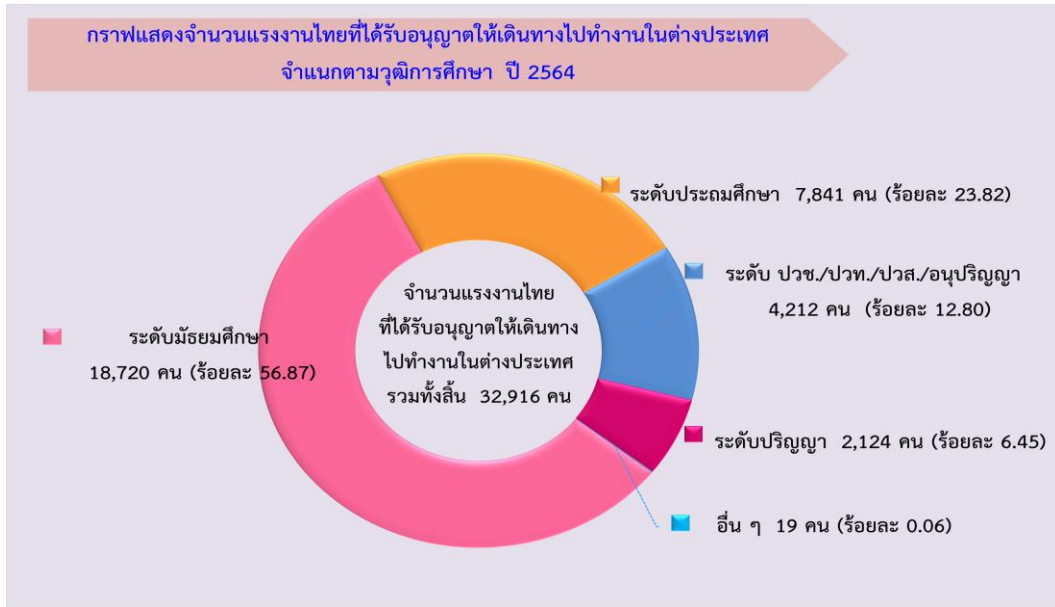 กราฟแสดงจำนวนแรงงานไทยที่ได้รับอนุญาตให้เดินทางไปทำงานในต่างประเทศ
จำแนกตามวุฒิการศึกษา ปี 2564
ระดับประถมศึกษา 7,841 คน (ร้อยละ 23.82)
ระดับ ปวช./ปวท./ปวส./อนุปริญญา
4,212 คน (ร้อยละ 12.80)
จำนวนแรงงานไทย
ที่ได้รับอนุญาตให้เดินทาง
ไปทำงานในต่างประเทศ
รวมทั้งสิ้น 32,916 คน
ระดับมัธยมศึกษา
18,720 คน (ร้อยละ 56.87)
ระดับปริญญา 2,124 คน (ร้อยละ 6.45)
อื่น ๆ 19 คน (ร้อยละ 0.06)